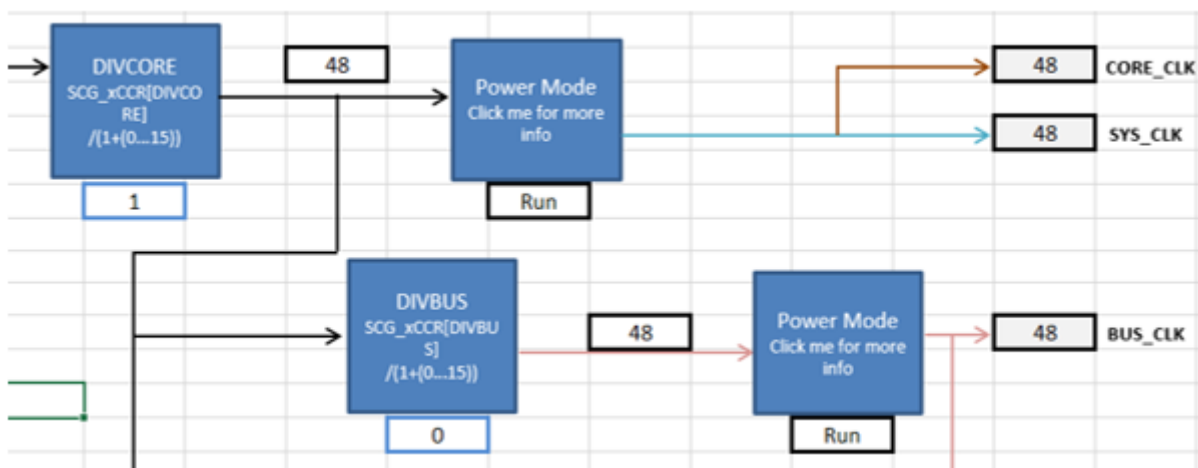 DIVCORE
SCG_xCCR[DIVCO
RE]
/(1+(0...15))
1
48
Power Mode
Click me for more
info
Run
48
CORE_CLK
48
SYS_CLK
DIVBUS
SCG_xCCR[DIVBU
S]
/(1+(0...15))
0
48
Power Mode
Click me for more
info
Run
48
BUS_CLK